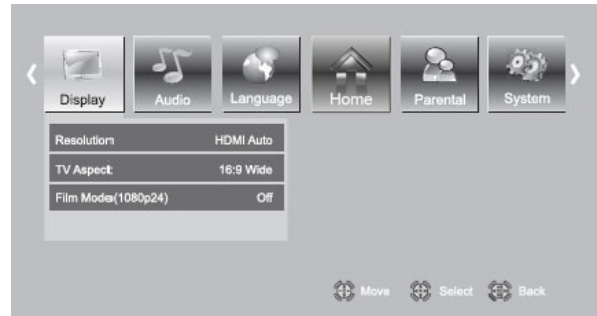 Display Audio Language Home Parental System
Resolution: HDMI Auto
TV Aspect: 16:9 Wide
Film Mode:(1080p24) Off
Move Select Back